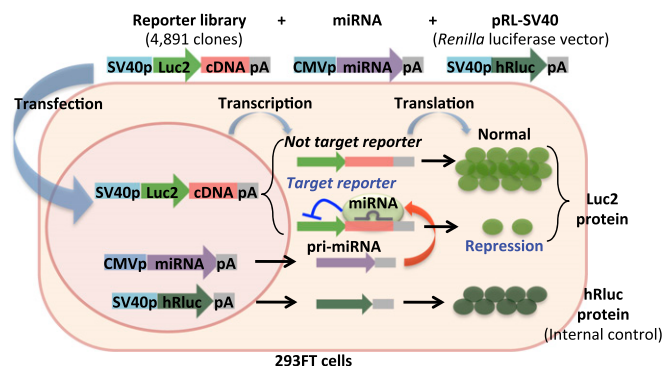 Reporter library + miRNA + pRL-SV40
(4,891 clones) (Renilla luciferase vector)
SV40p Luc2 cDNA pA CMVp miRNA pA SV40p hRluc pA
Transfection
Transcription
Translation
Not target reporter
Normal
Target reporter
SV40p Luc2 cDNA pA
miRNA
Luc2
protein
pri-miRNA
Repression
CMVp miRNA pA
SV40p hRluc pA
hRluc
protein
(Internal control)
293FT cells